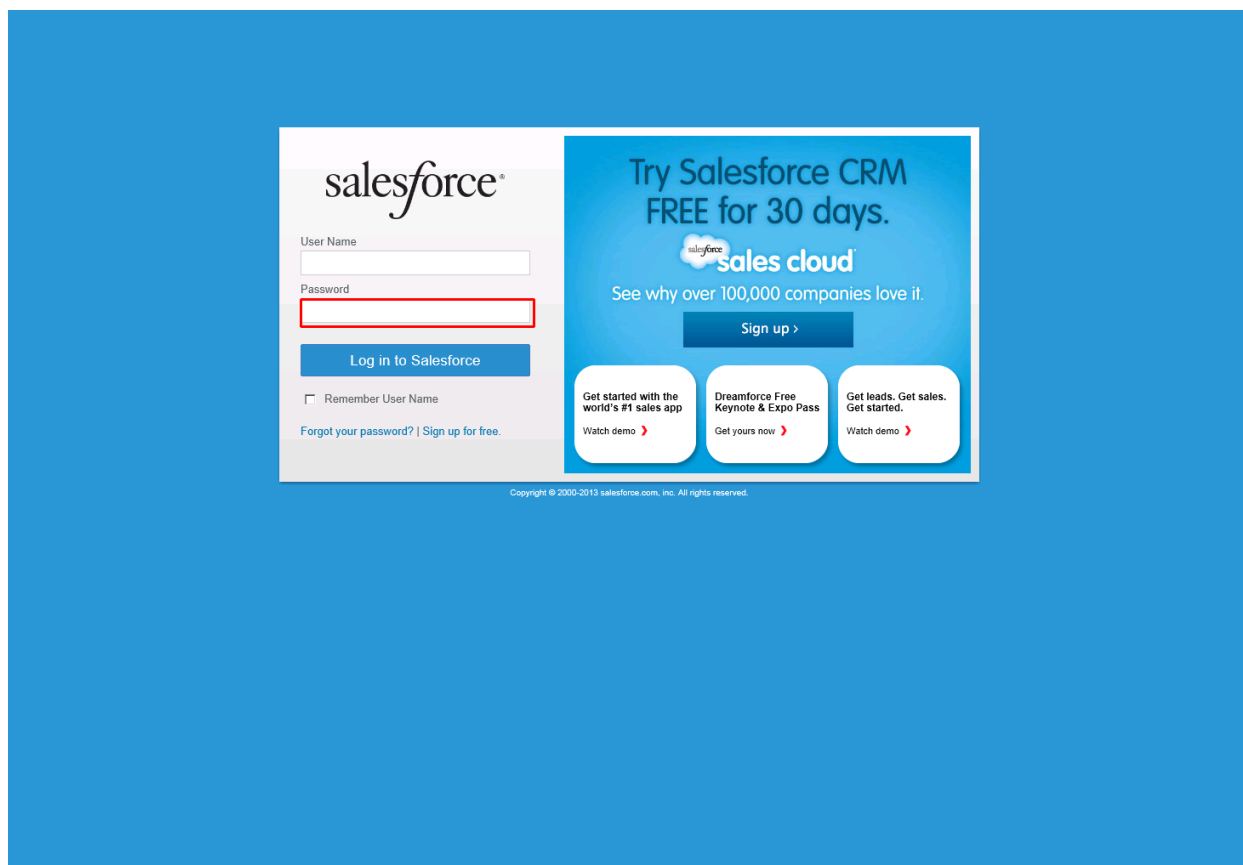 salesforce®
User Name
Password
Log in to Salesforce
Remember User Name
Forgot your password? | Sign up for free.
Try Salesforce CRM
FREE for 30 days.
salesforce
sales cloud
See why over 100,000 companies love it.
Sign up ›
Get started with the
world's #1 sales app
Watch demo ❯
Dreamforce Free
Keynote & Expo Pass
Get yours now ❯
Get leads. Get sales.
Get started.
Watch demo ❯
Copyright © 2000-2013 salesforce.com, inc. All rights reserved.